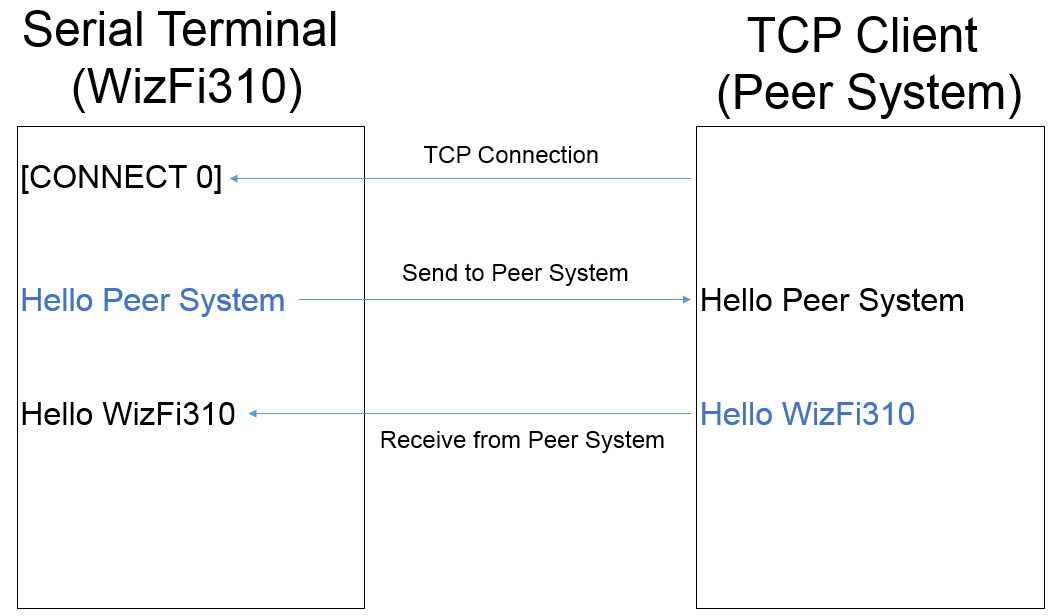 Serial Terminal
(WizFi310)
TCP Client
(Peer System)
TCP Connection
[CONNECT 0]
Send to Peer System
Hello Peer System
Hello Peer System
Hello WizFi310
Hello WizFi310
Receive from Peer System